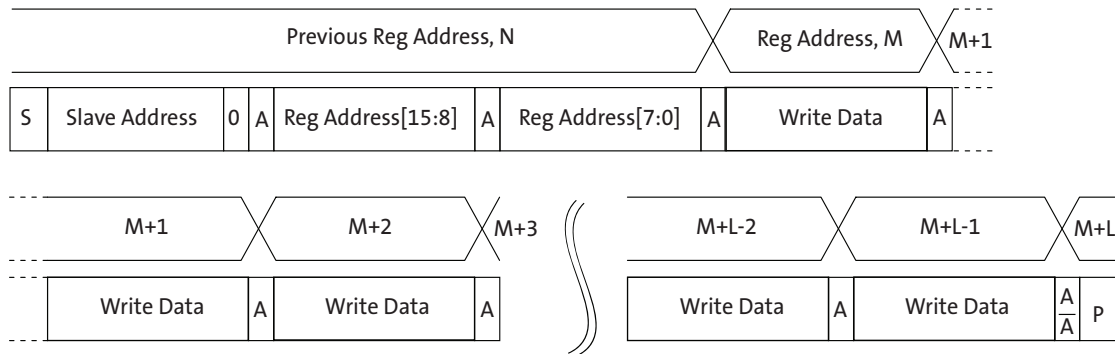 Previous Reg Address, N Reg Address, M M+1
S Slave Address 0 A Reg Address[15:8] A Reg Address[7:0] A Write Data A
M+1 M+2 M+3 M+L-2 M+L-1 M+L
Write Data A Write Data A Write Data A Write Data A P
A